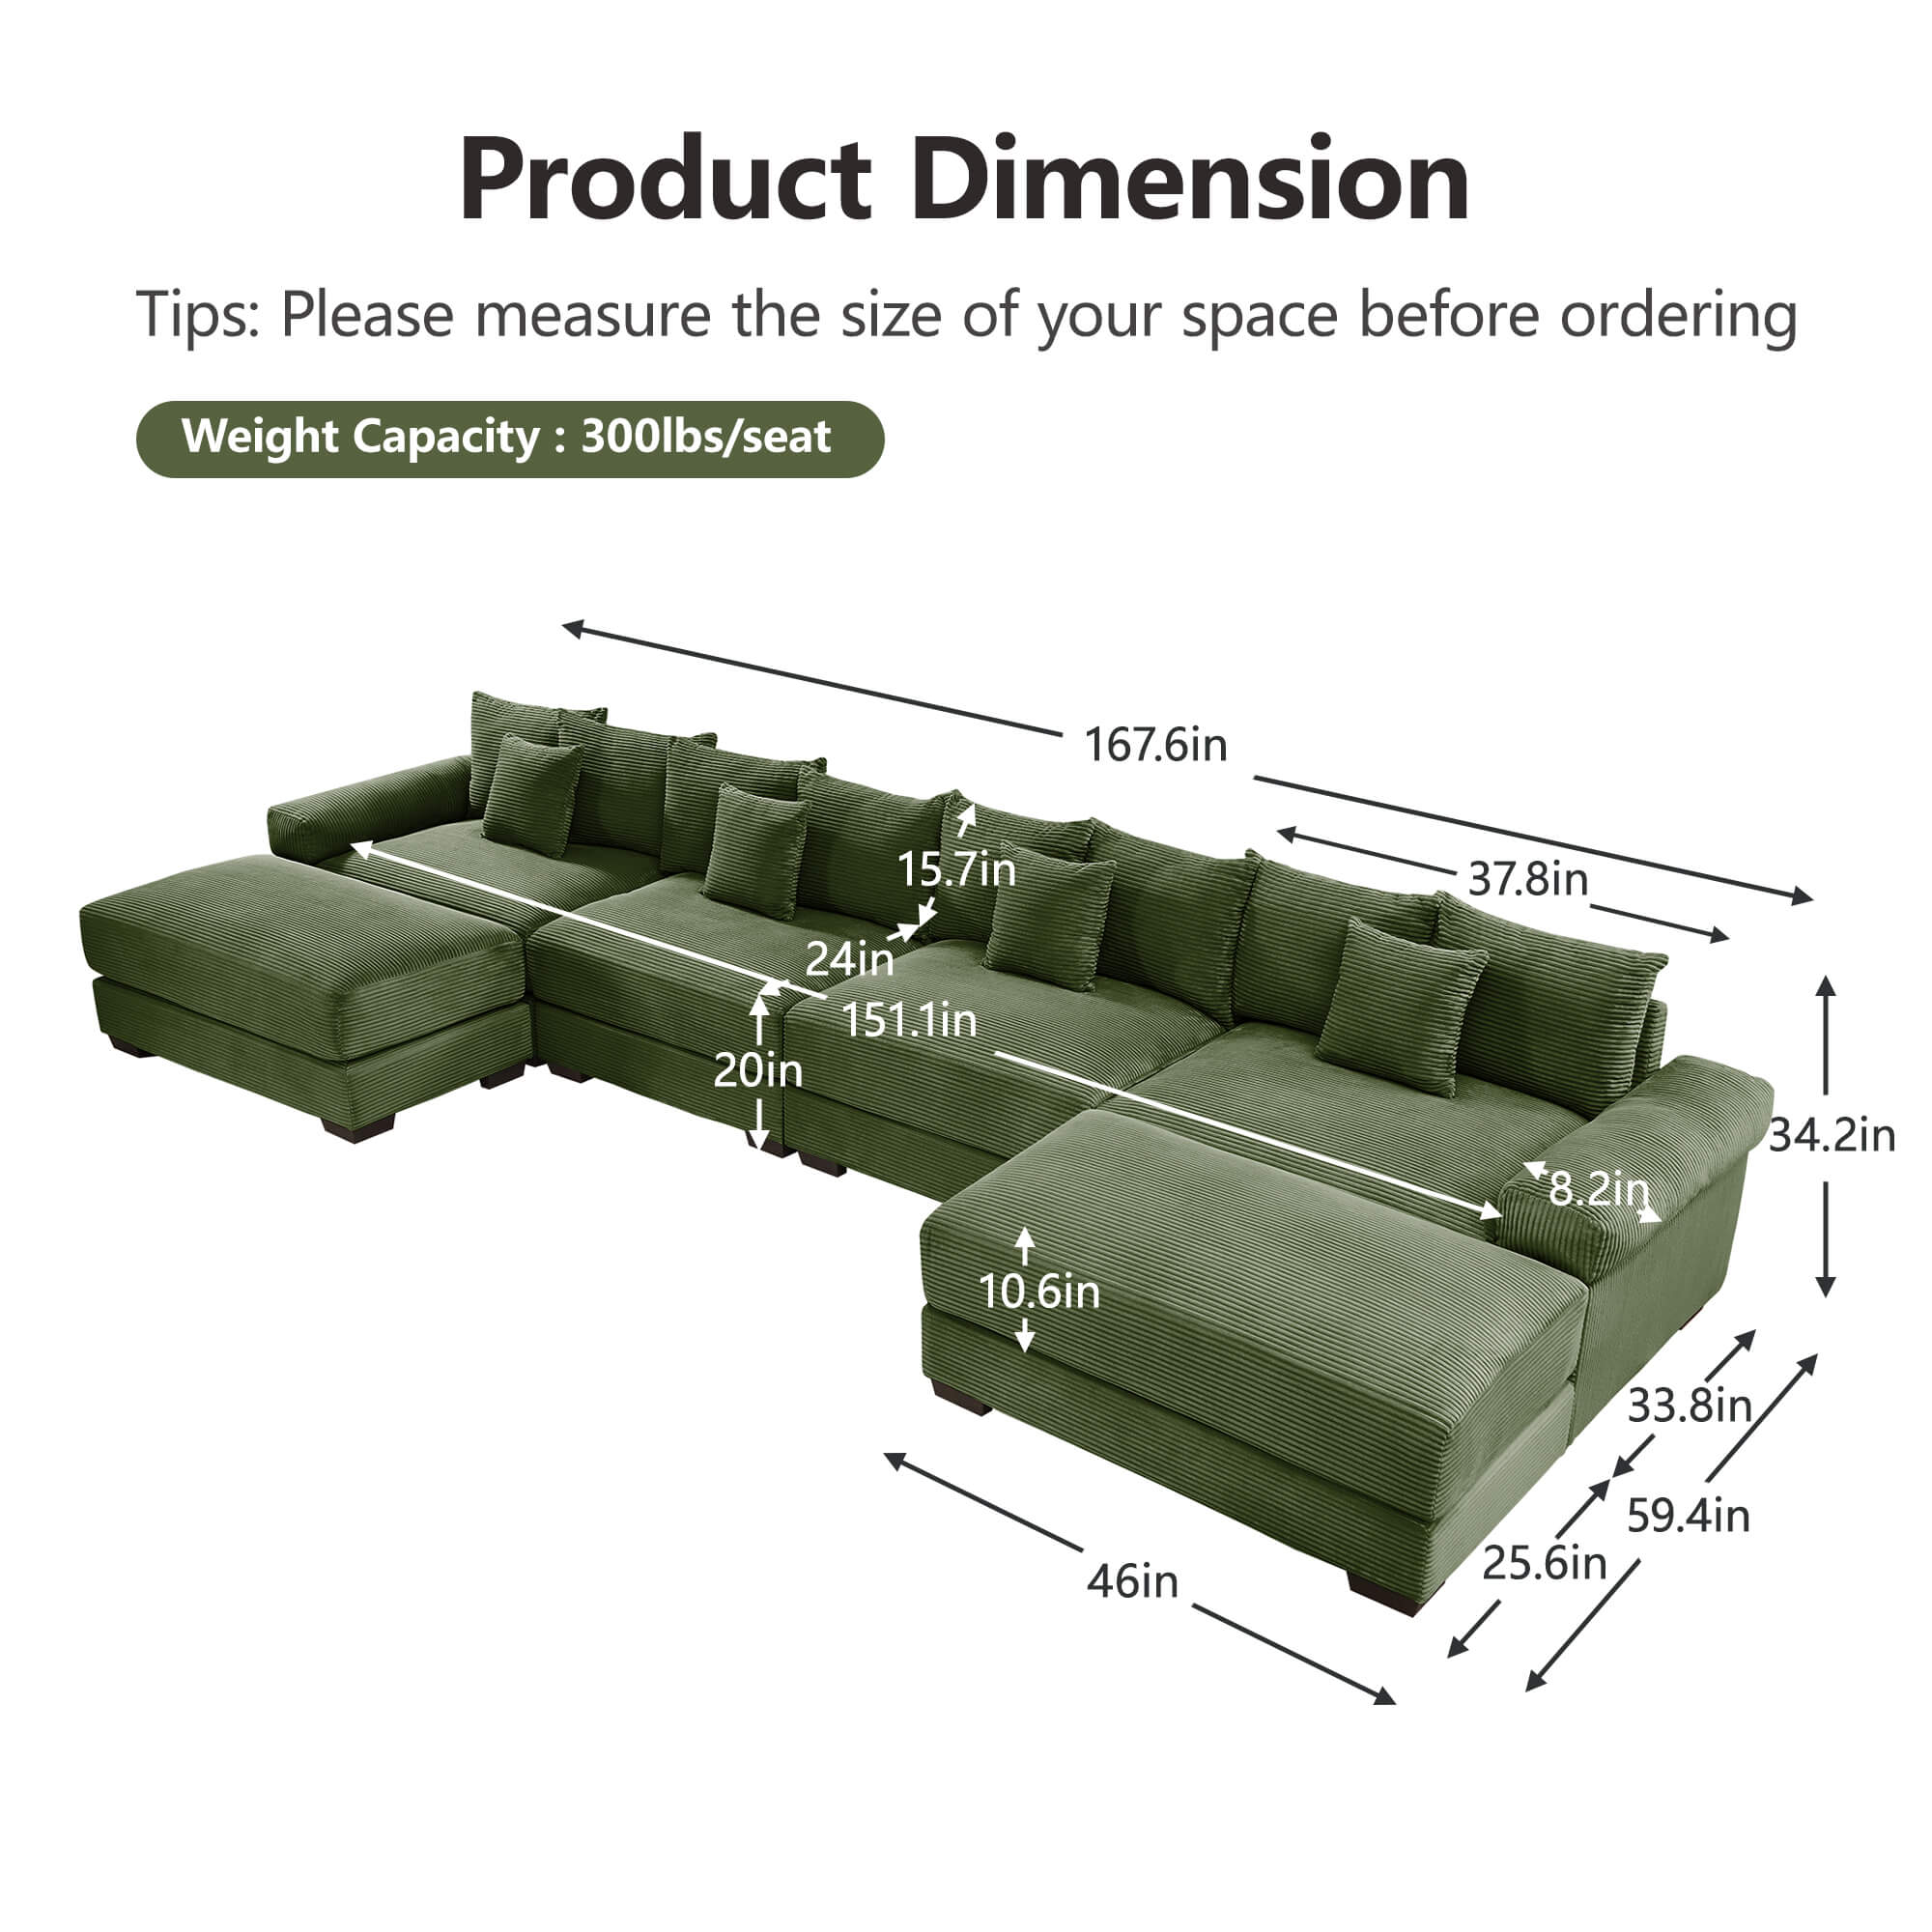 Product Dimension
Tips: Please measure the size of your space before ordering
Weight Capacity : 300lbs/seat
167.6in
37.8in
15.7in
24in
151.1in
20in
34.2in
8.2in
10.6in
33.8in
59.4in
25.6in
46in